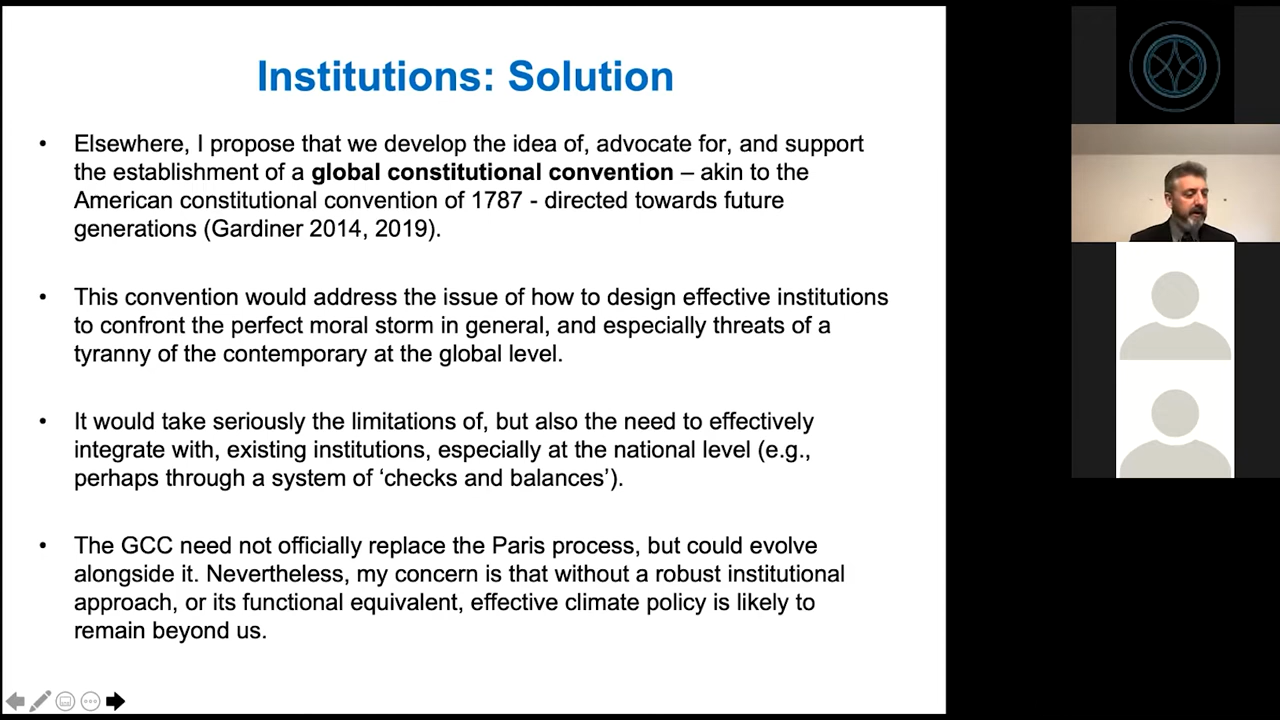 Institutions: Solution
• Elsewhere, I propose that we develop the idea of, advocate for, and support
the establishment of a global constitutional convention – akin to the
American constitutional convention of 1787 - directed towards future
generations (Gardiner 2014, 2019).
• This convention would address the issue of how to design effective institutions
to confront the perfect moral storm in general, and especially threats of a
tyranny of the contemporary at the global level.
• It would take seriously the limitations of, but also the need to effectively
integrate with, existing institutions, especially at the national level (e.g.,
perhaps through a system of ‘checks and balances’).
• The GCC need not officially replace the Paris process, but could evolve
alongside it. Nevertheless, my concern is that without a robust institutional
approach, or its functional equivalent, effective climate policy is likely to
remain beyond us.